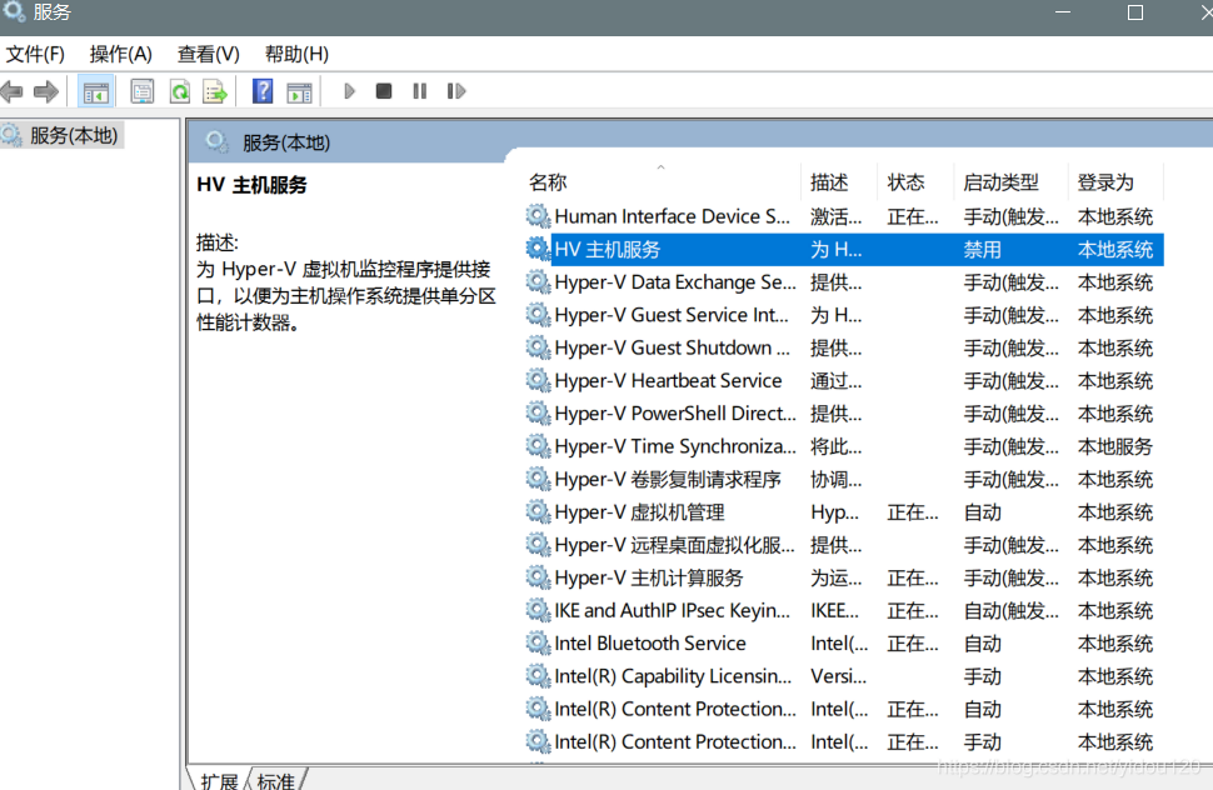 服务
文件(F) 操作(A) 查看(V) 帮助(H)
服务(本地)
服务(本地)
HV 主机服务
描述:
为 Hyper-V 虚拟机监控程序提供接
口，以便为主机操作系统提供单分区
性能计数器。
名称 描述 状态 启动类型 登录为
Human Interface Device S... 激活... 正在... 手动(触发... 本地系统
HV 主机服务 为 H... 禁用 本地系统
Hyper-V Data Exchange Se... 提供... 手动(触发... 本地系统
Hyper-V Guest Service Int... 为 H... 手动(触发... 本地系统
Hyper-V Guest Shutdown ... 提供... 手动(触发... 本地系统
Hyper-V Heartbeat Service 通过... 手动(触发... 本地系统
Hyper-V PowerShell Direct... 提供... 手动(触发... 本地系统
Hyper-V Time Synchroniza... 将此... 手动(触发... 本地服务
Hyper-V 卷影复制请求程序 协调... 手动(触发... 本地系统
Hyper-V 虚拟机管理 Hyp... 正在... 自动 本地系统
Hyper-V 远程桌面虚拟化服... 提供... 手动(触发... 本地系统
Hyper-V 主机计算服务 为运... 正在... 手动(触发... 本地系统
IKE and AuthIP IPsec Keyin... IKEE... 正在... 自动(触发... 本地系统
Intel Bluetooth Service Intel(... 正在... 自动 本地系统
Intel(R) Capability Licensin... Versi... 手动 本地系统
Intel(R) Content Protection... Intel(... 正在... 自动 本地系统
Intel(R) Content Protection... Intel(... 正在... 手动 本地系统
扩展 标准
https://blog.csdn.net/yidou120